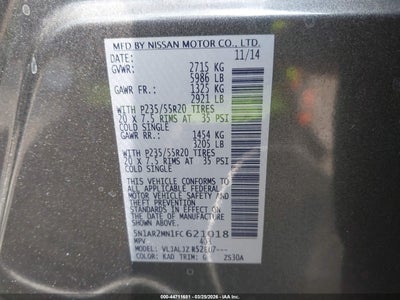 MFD BY NISSAN MOTOR CO., LTD.
DATE: 11/14
GVWR: 2715 KG
5986 LB
GAWR FR.: 1325 KG
2921 LB
WITH P235/55R20 TIRES
20 x 7.5 RIMS AT 35 PSI
COLD SINGLE
GAWR RR.: 1454 KG
3205 LB
WITH P235/55R20 TIRES
20 x 7.5 RIMS AT 35 PSI
COLD SINGLE
THIS VEHICLE CONFORMS TO ALL
APPLICABLE FEDERAL MOTOR
VEHICLE SAFETY STANDARDS IN
EFFECT ON THE DATE OF
MANUFACTURE SHOWN ABOVE.
5N1AR2MN1FC621018
MPV
MODEL:
COLOR: KAD TRIM: G ZS30A
000-44711681 - 03/29/2026 - IAA